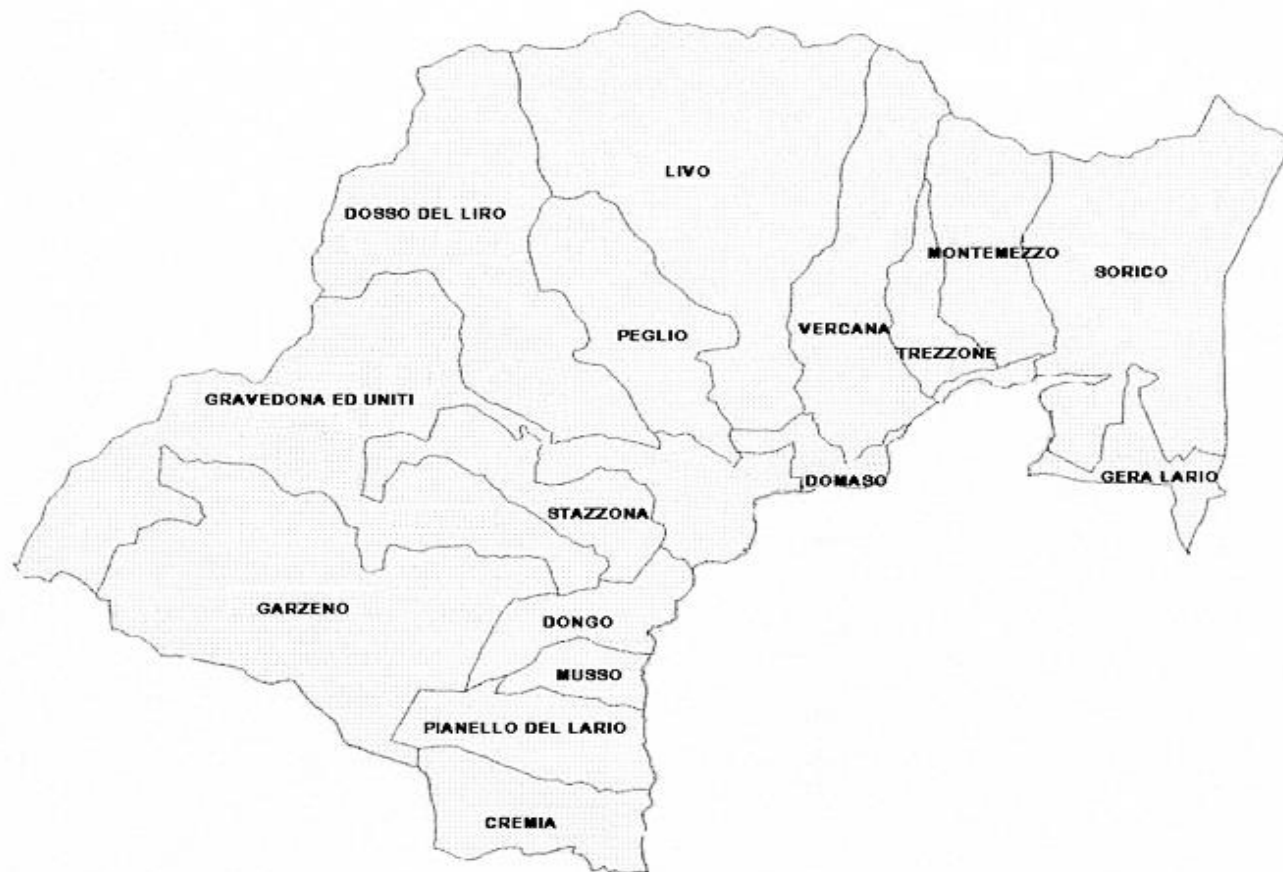 LIVO
DOSSO DEL LIRO
MONTEMEZZO
SORICO
VERCANA
PEGLIO
TREZZONE
GRAVEDONA ED UNITI
GERA LARIO
DOMASO
STAZZONA
GARZENO
DONGO
MUSSO
PIANELLO DEL LARIO
CREMIA